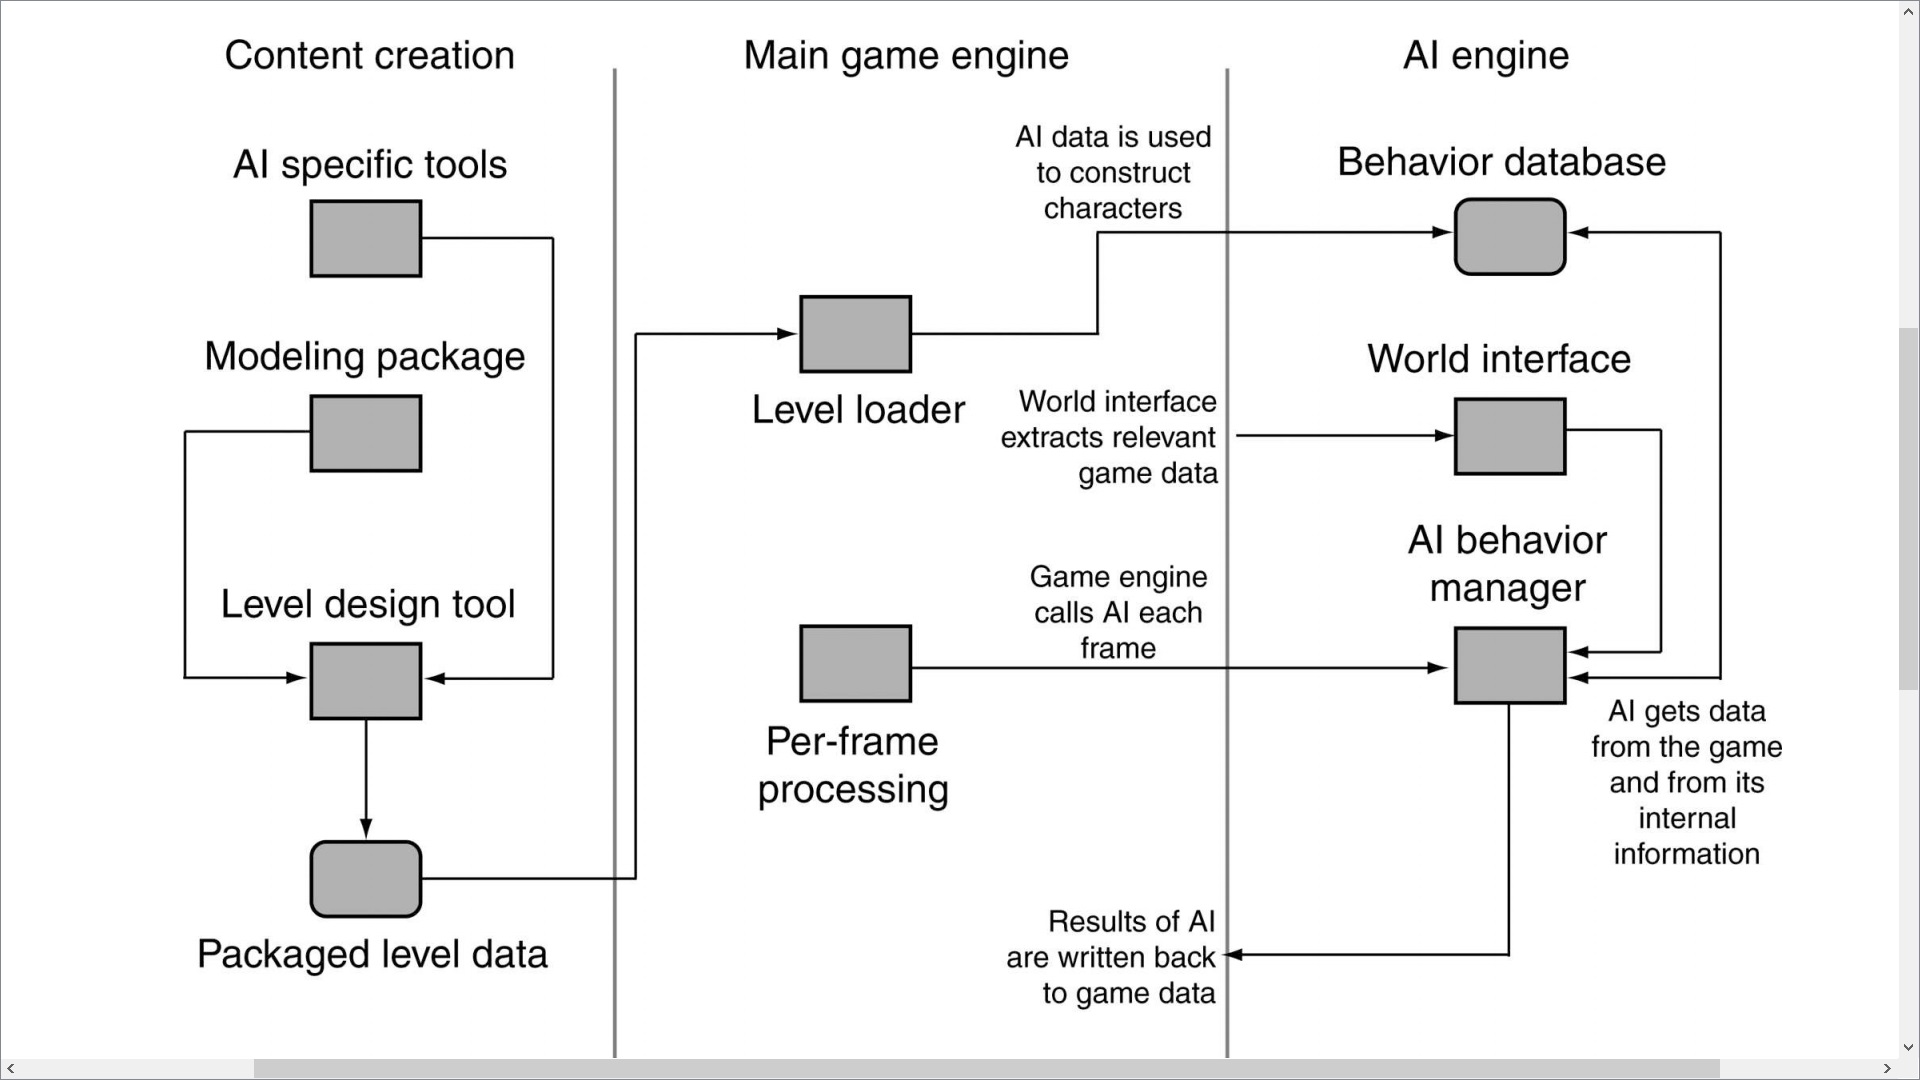 Content creation
Main game engine
AI engine
AI specific tools
Modeling package
Level design tool
Packaged level data
AI data is used
to construct
characters
Level loader
World interface
extracts relevant
game data
Game engine
calls AI each
frame
Per-frame
processing
Results of AI
are written back
to game data
Behavior database
World interface
AI behavior
manager
AI gets data
from the game
and from its
internal
information